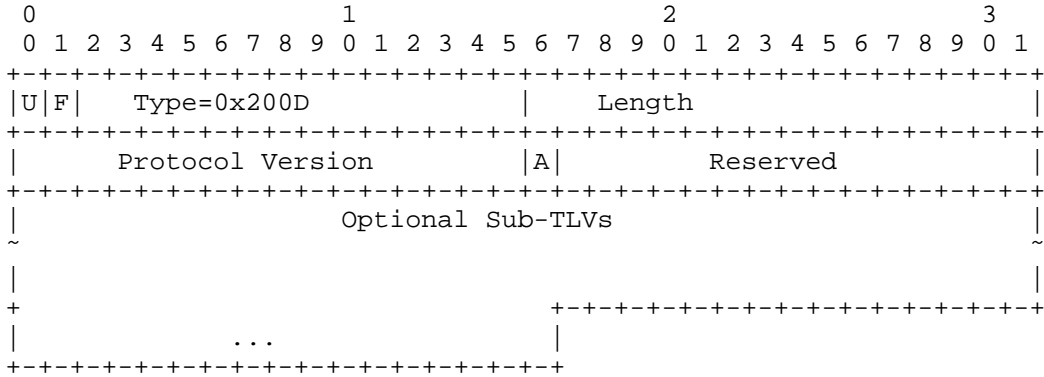 0                   1                   2                   3
 0 1 2 3 4 5 6 7 8 9 0 1 2 3 4 5 6 7 8 9 0 1 2 3 4 5 6 7 8 9 0 1
+-+-+-+-+-+-+-+-+-+-+-+-+-+-+-+-+-+-+-+-+-+-+-+-+-+-+-+-+-+-+-+-+
|U|F|   Type=0x200D             |    Length                     |
+-+-+-+-+-+-+-+-+-+-+-+-+-+-+-+-+-+-+-+-+-+-+-+-+-+-+-+-+-+-+-+-+
|      Protocol Version         |A|         Reserved            |
+-+-+-+-+-+-+-+-+-+-+-+-+-+-+-+-+-+-+-+-+-+-+-+-+-+-+-+-+-+-+-+-+
|                    Optional Sub-TLVs                          |
~                                                               ~
|                                                               |
+                                 +-+-+-+-+-+-+-+-+-+-+-+-+-+-+-+
|             ...                 |
+-+-+-+-+-+-+-+-+-+-+-+-+-+-+-+-+-+